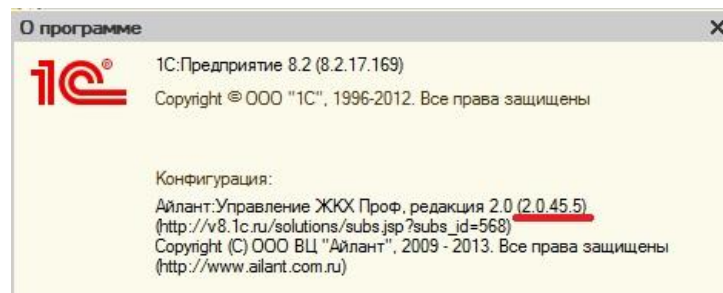 О программе
1С®
1С:Предприятие 8.2 (8.2.17.169)
Copyright © ООО "1С", 1996-2012. Все права защищены
Конфигурация:
Айлант:Управление ЖКХ Проф, редакция 2.0 (2.0.45.5)
(http://v8.1c.ru/solutions/subs.jsp?subs_id=568)
Copyright (C) ООО ВЦ "Айлант", 2009 - 2013. Все права защищены
(http://www.ailant.com.ru)